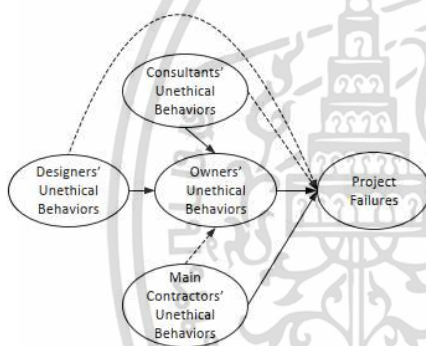 Consultants'
Unethical
Behaviors
Designers'
Unethical
Behaviors
Owners'
Unethical
Behaviors
Project
Failures
Main
Contractors'
Unethical
Behaviors